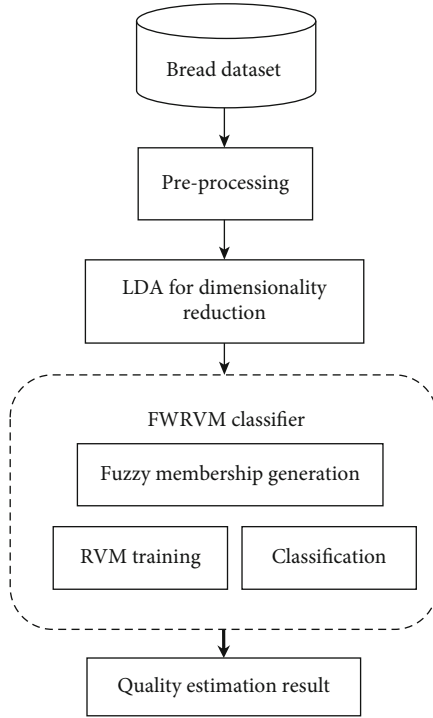 Bread dataset
Pre-processing
LDA for dimensionality
reduction
FWRVM classifier
Fuzzy membership generation
RVM training
Classification
Quality estimation result